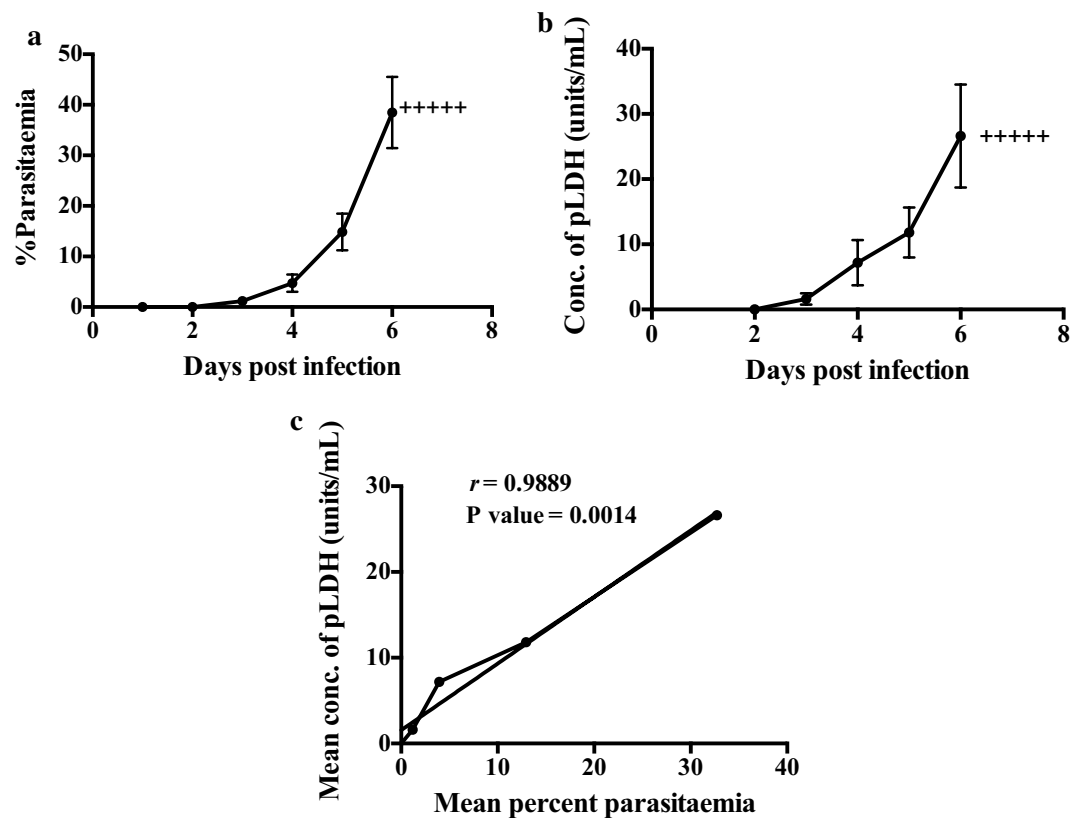 a
%Parasitaemia
50
40
30
20
10
0
+++++
0 2 4 6 8
Days post infection
b
Conc. of pLDH (units/mL)
40
30
20
10
0
+++++
0 2 4 6 8
Days post infection
c
Mean conc. of pLDH (units/mL)
r = 0.9889
P value = 0.0014
30
20
10
0
0 10 20 30 40
Mean percent parasitaemia